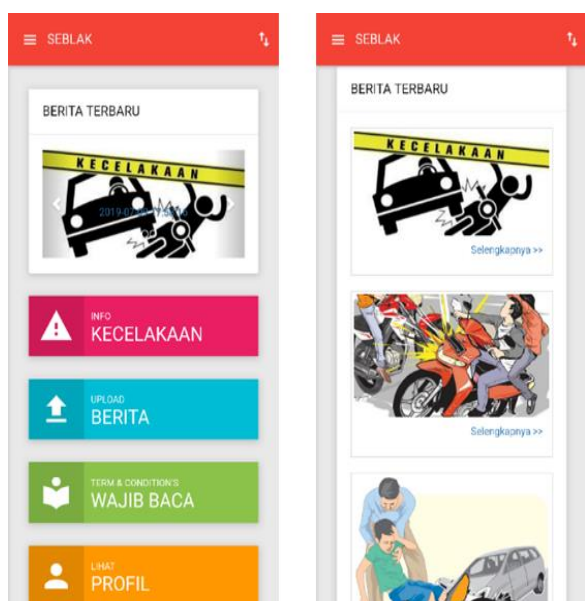 SEBLAK
BERITA TERBARU
KECELAKAAN
INFO
KECELAKAAN
UPLOAD
BERITA
TERM & CONDITION'S
WAJIB BACA
LIHAT
PROFIL
SEBLAK
BERITA TERBARU
KECELAKAAN
Selengkapnya >>
Selengkapnya >>